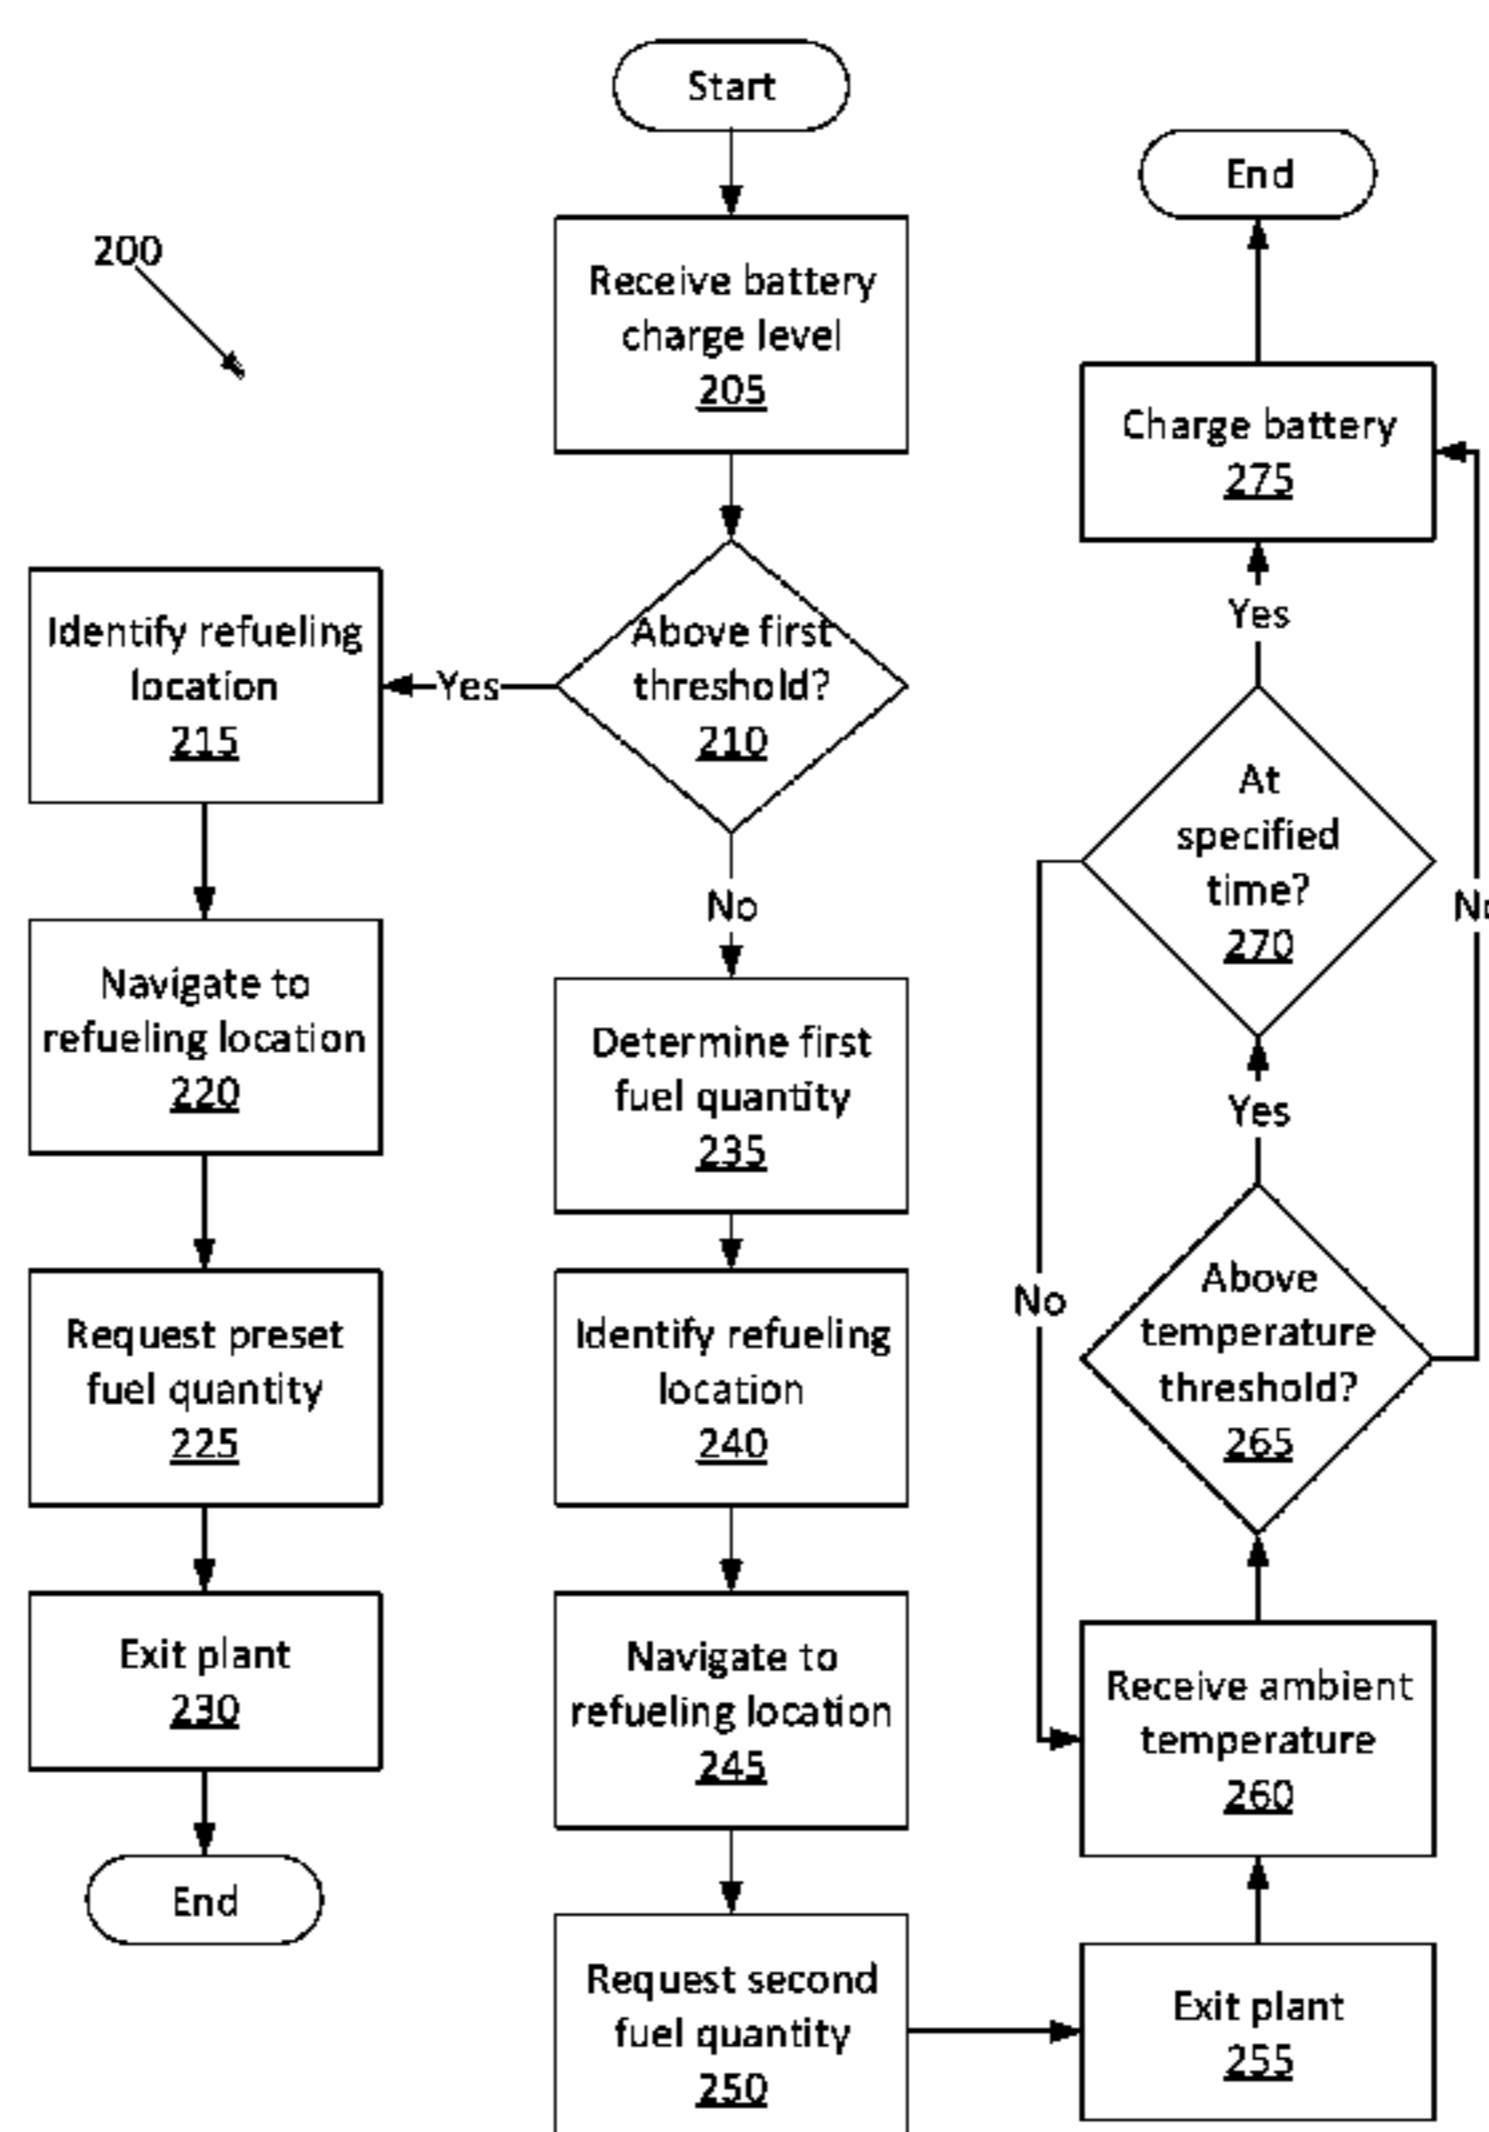 Start
200
Receive battery
charge level
205
Above first
threshold?
210
Yes
Identify refueling
location
215
Navigate to
refueling location
220
Request preset
fuel quantity
225
Exit plant
230
End
No
Determine first
fuel quantity
235
Identify refueling
location
240
Navigate to
refueling location
245
Request second
fuel quantity
250
Exit plant
255
Receive ambient
temperature
260
Above
temperature
threshold?
265
Yes
At
specified
time?
270
No
Yes
Charge battery
275
End